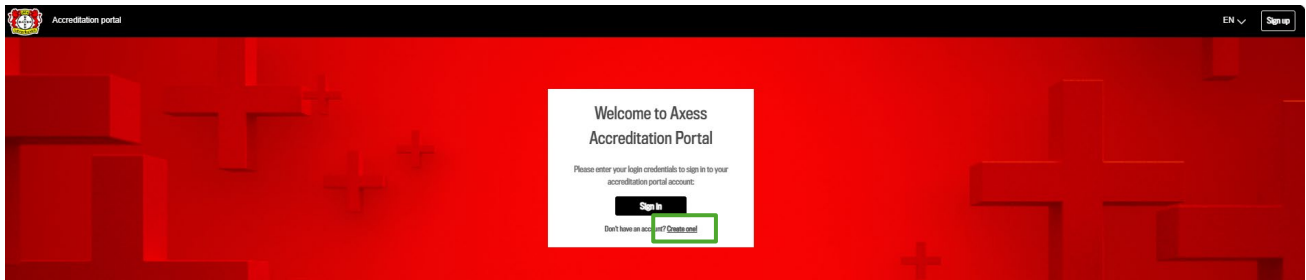 Accreditation portal
EN
Sign up
Welcome to Axess
Accreditation Portal
Please enter your login credentials to sign in to your
accreditation portal account:
Sign In
Don't have an account? Create one!